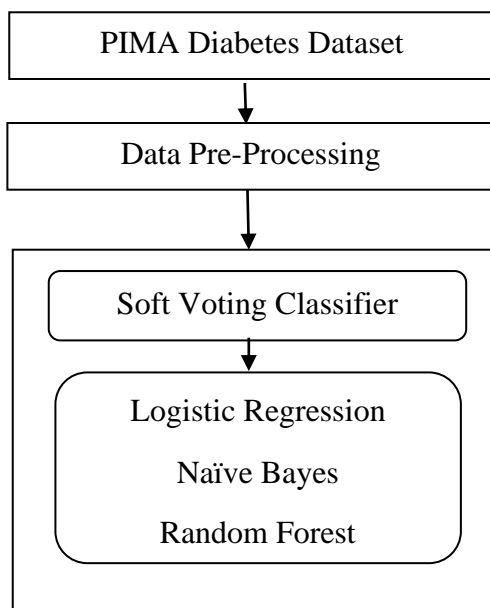 PIMA Diabetes Dataset
Data Pre-Processing
Soft Voting Classifier
Logistic Regression
Naïve Bayes
Random Forest